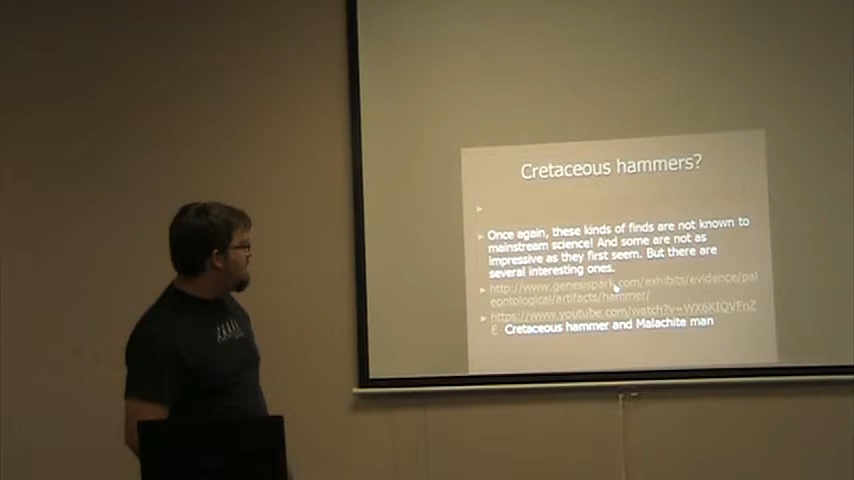 Cretaceous hammers?
Once again, these kinds of finds are not known to
mainstream science! And some are not as
impressive as they first seem. But there are
several interesting ones.
http://www.genesispark.com/exhibits/evidence/pal
eontological/artifacts/hammer/
https://www.youtube.com/watch?v=WX6KIQVFnZ
E Cretaceous hammer and Malachite man